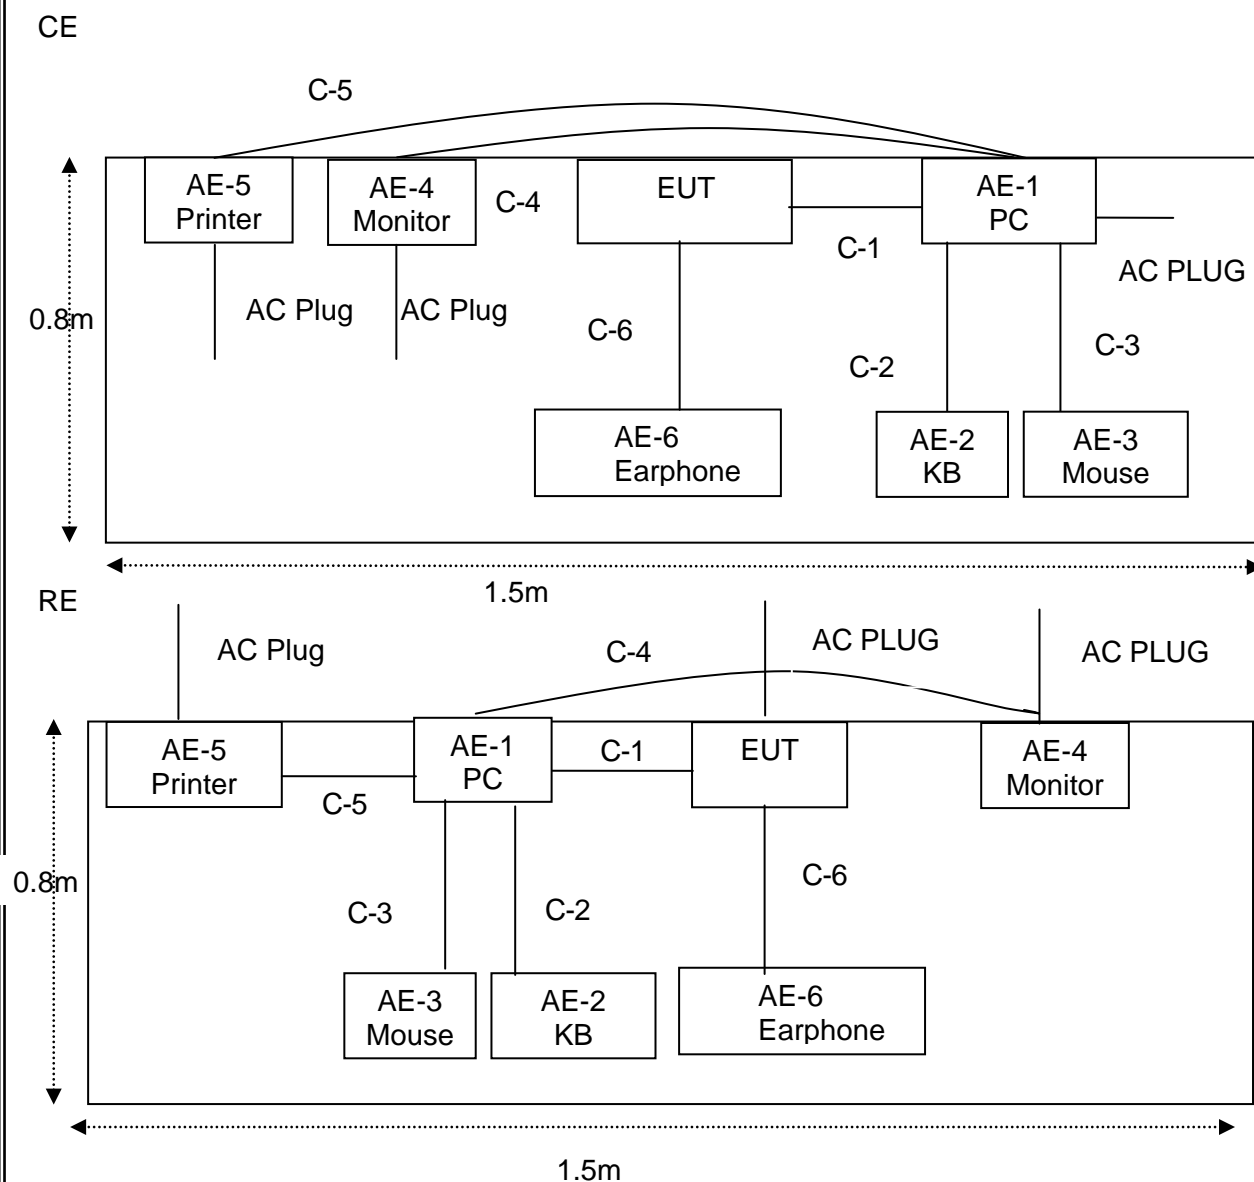 CE
C-5
AE-5
Printer
AE-4
Monitor
C-4
EUT
AE-1
PC
C-1
AC PLUG
AC Plug
AC Plug
0.8m
C-6
C-2
C-3
AE-6
Earphone
AE-2
KB
AE-3
Mouse
1.5m
RE
AC Plug
C-4
AC PLUG
AC PLUG
AE-5
Printer
AE-1
PC
C-1
EUT
AE-4
Monitor
C-5
0.8m
C-3
C-2
C-6
AE-3
Mouse
AE-2
KB
AE-6
Earphone
1.5m